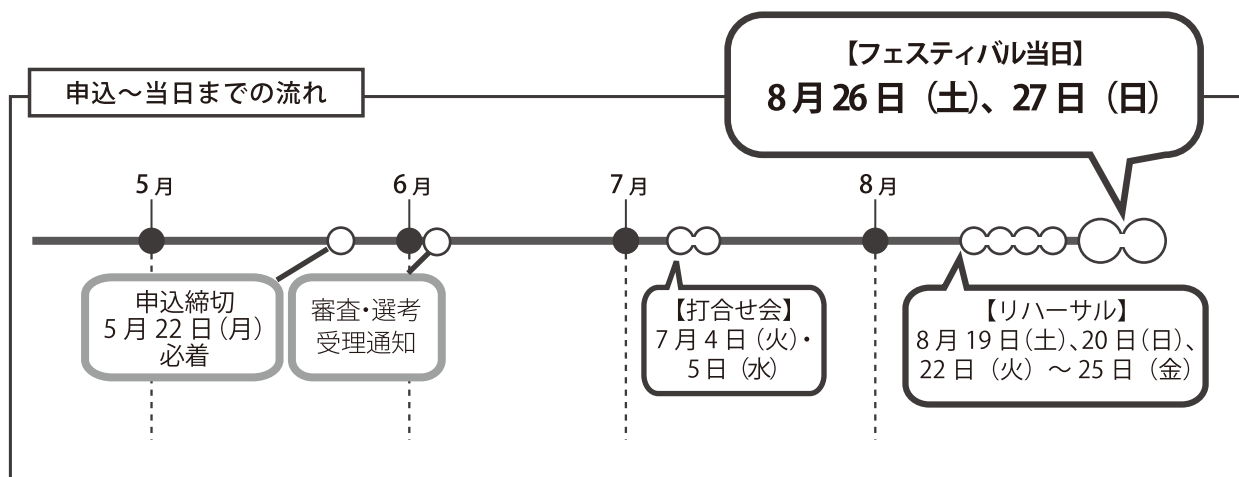 申込～当日までの流れ
【フェスティバル当日】
8月26日（土）、27日（日）
5月
6月
7月
8月
申込締切
5月22日（月）
必着
審査・選考
受理通知
【打合せ会】
7月4日（火）・
5日（水）
【リハーサル】
8月19日（土）、20日（日）、
22日（火）～25日（金）